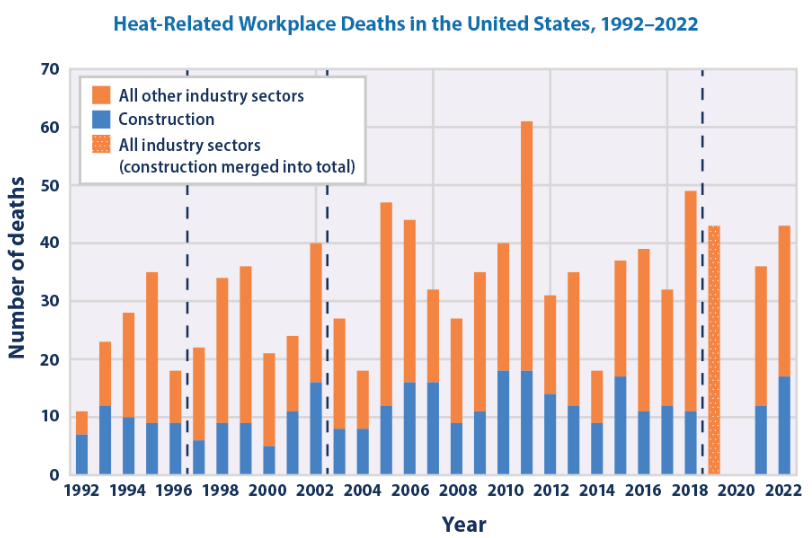 Heat-Related Workplace Deaths in the United States, 1992–2022
Number of deaths
70
60
50
40
30
20
10
0
All other industry sectors
Construction
All industry sectors
(construction merged into total)
1992 1994 1996 1998 2000 2002 2004 2006 2008 2010 2012 2014 2016 2018 2020 2022
Year